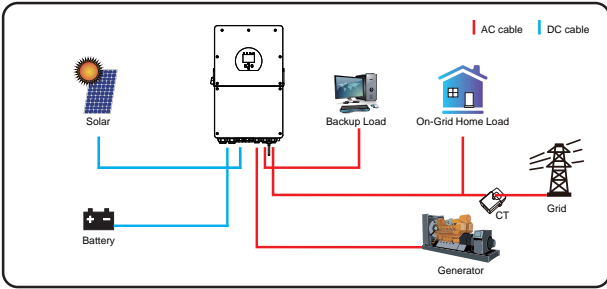 AC cable
DC cable
Solar
Backup Load
On-Grid Home Load
CT
Grid
Battery
Generator